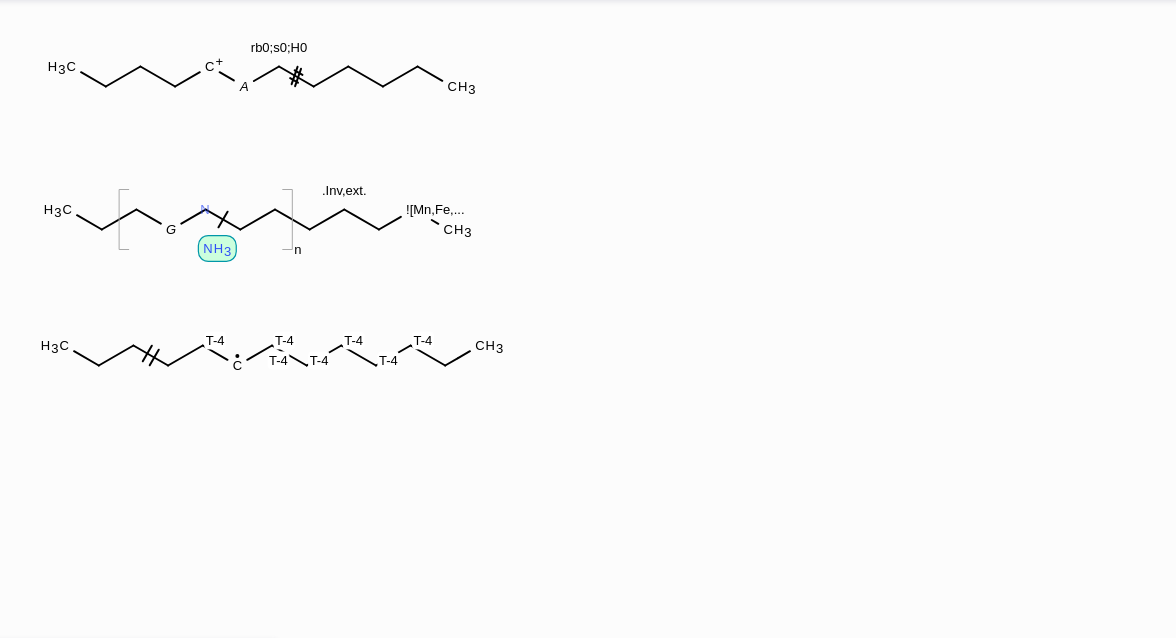 rb0;s0;H0
H3C C+ A CH3
.Inv,ext.
H3C N ![Mn,Fe,...
G CH3
NH3 n
T-4 T-4 T-4 T-4
H3C CH3
C T-4 T-4 T-4